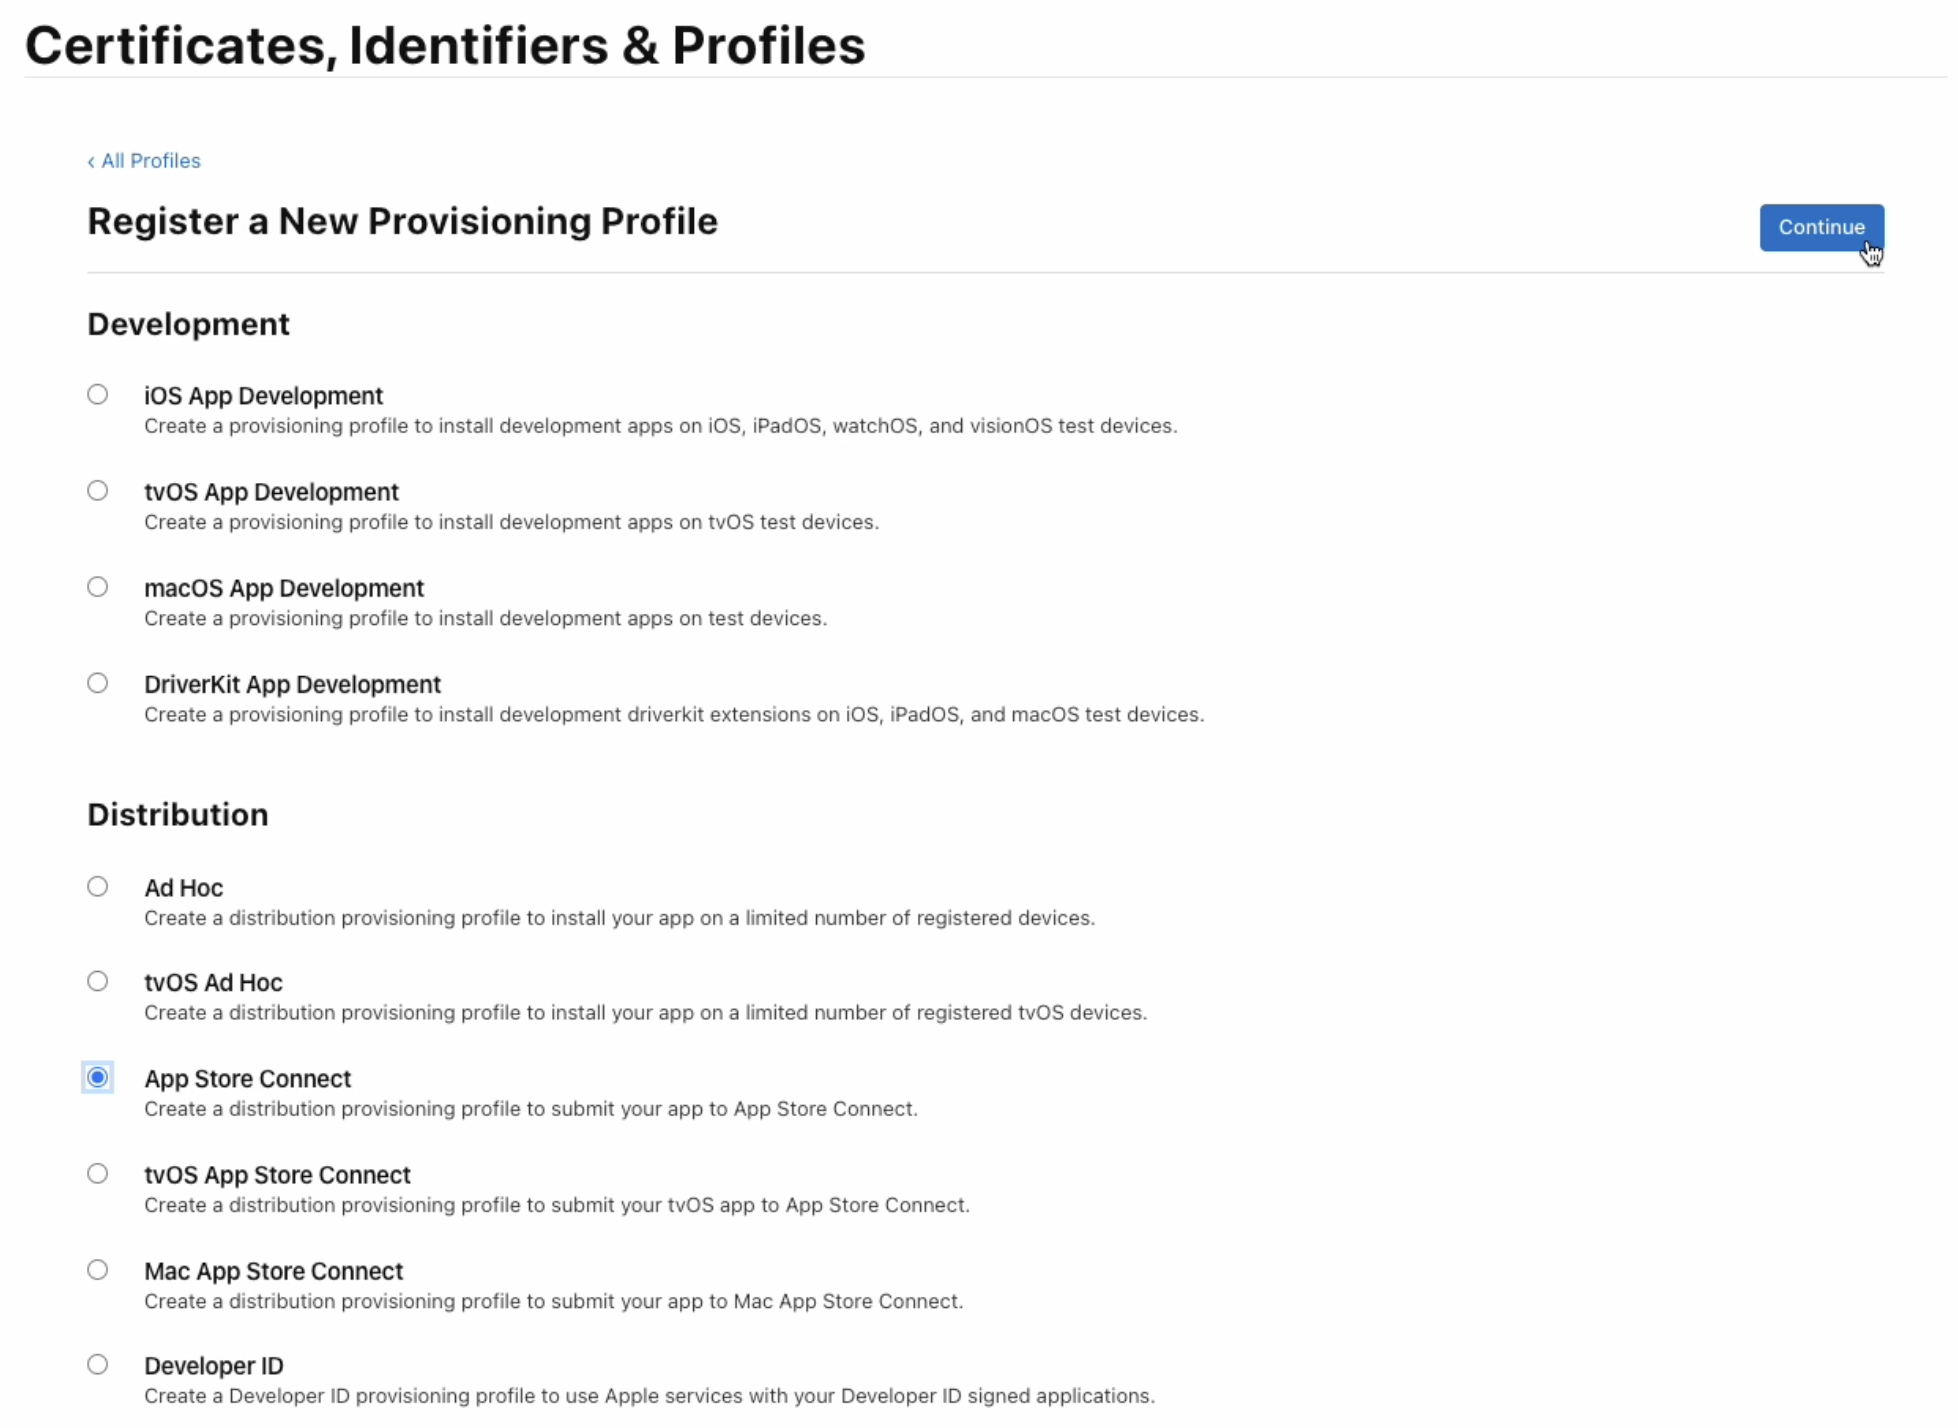 Certificates, Identifiers & Profiles
‹ All Profiles
Register a New Provisioning Profile
Continue
Development
iOS App Development
Create a provisioning profile to install development apps on iOS, iPadOS, watchOS, and visionOS test devices.
tvOS App Development
Create a provisioning profile to install development apps on tvOS test devices.
macOS App Development
Create a provisioning profile to install development apps on test devices.
DriverKit App Development
Create a provisioning profile to install development driverkit extensions on iOS, iPadOS, and macOS test devices.
Distribution
Ad Hoc
Create a distribution provisioning profile to install your app on a limited number of registered devices.
tvOS Ad Hoc
Create a distribution provisioning profile to install your app on a limited number of registered tvOS devices.
App Store Connect
Create a distribution provisioning profile to submit your app to App Store Connect.
tvOS App Store Connect
Create a distribution provisioning profile to submit your tvOS app to App Store Connect.
Mac App Store Connect
Create a distribution provisioning profile to submit your app to Mac App Store Connect.
Developer ID
Create a Developer ID provisioning profile to use Apple services with your Developer ID signed applications.